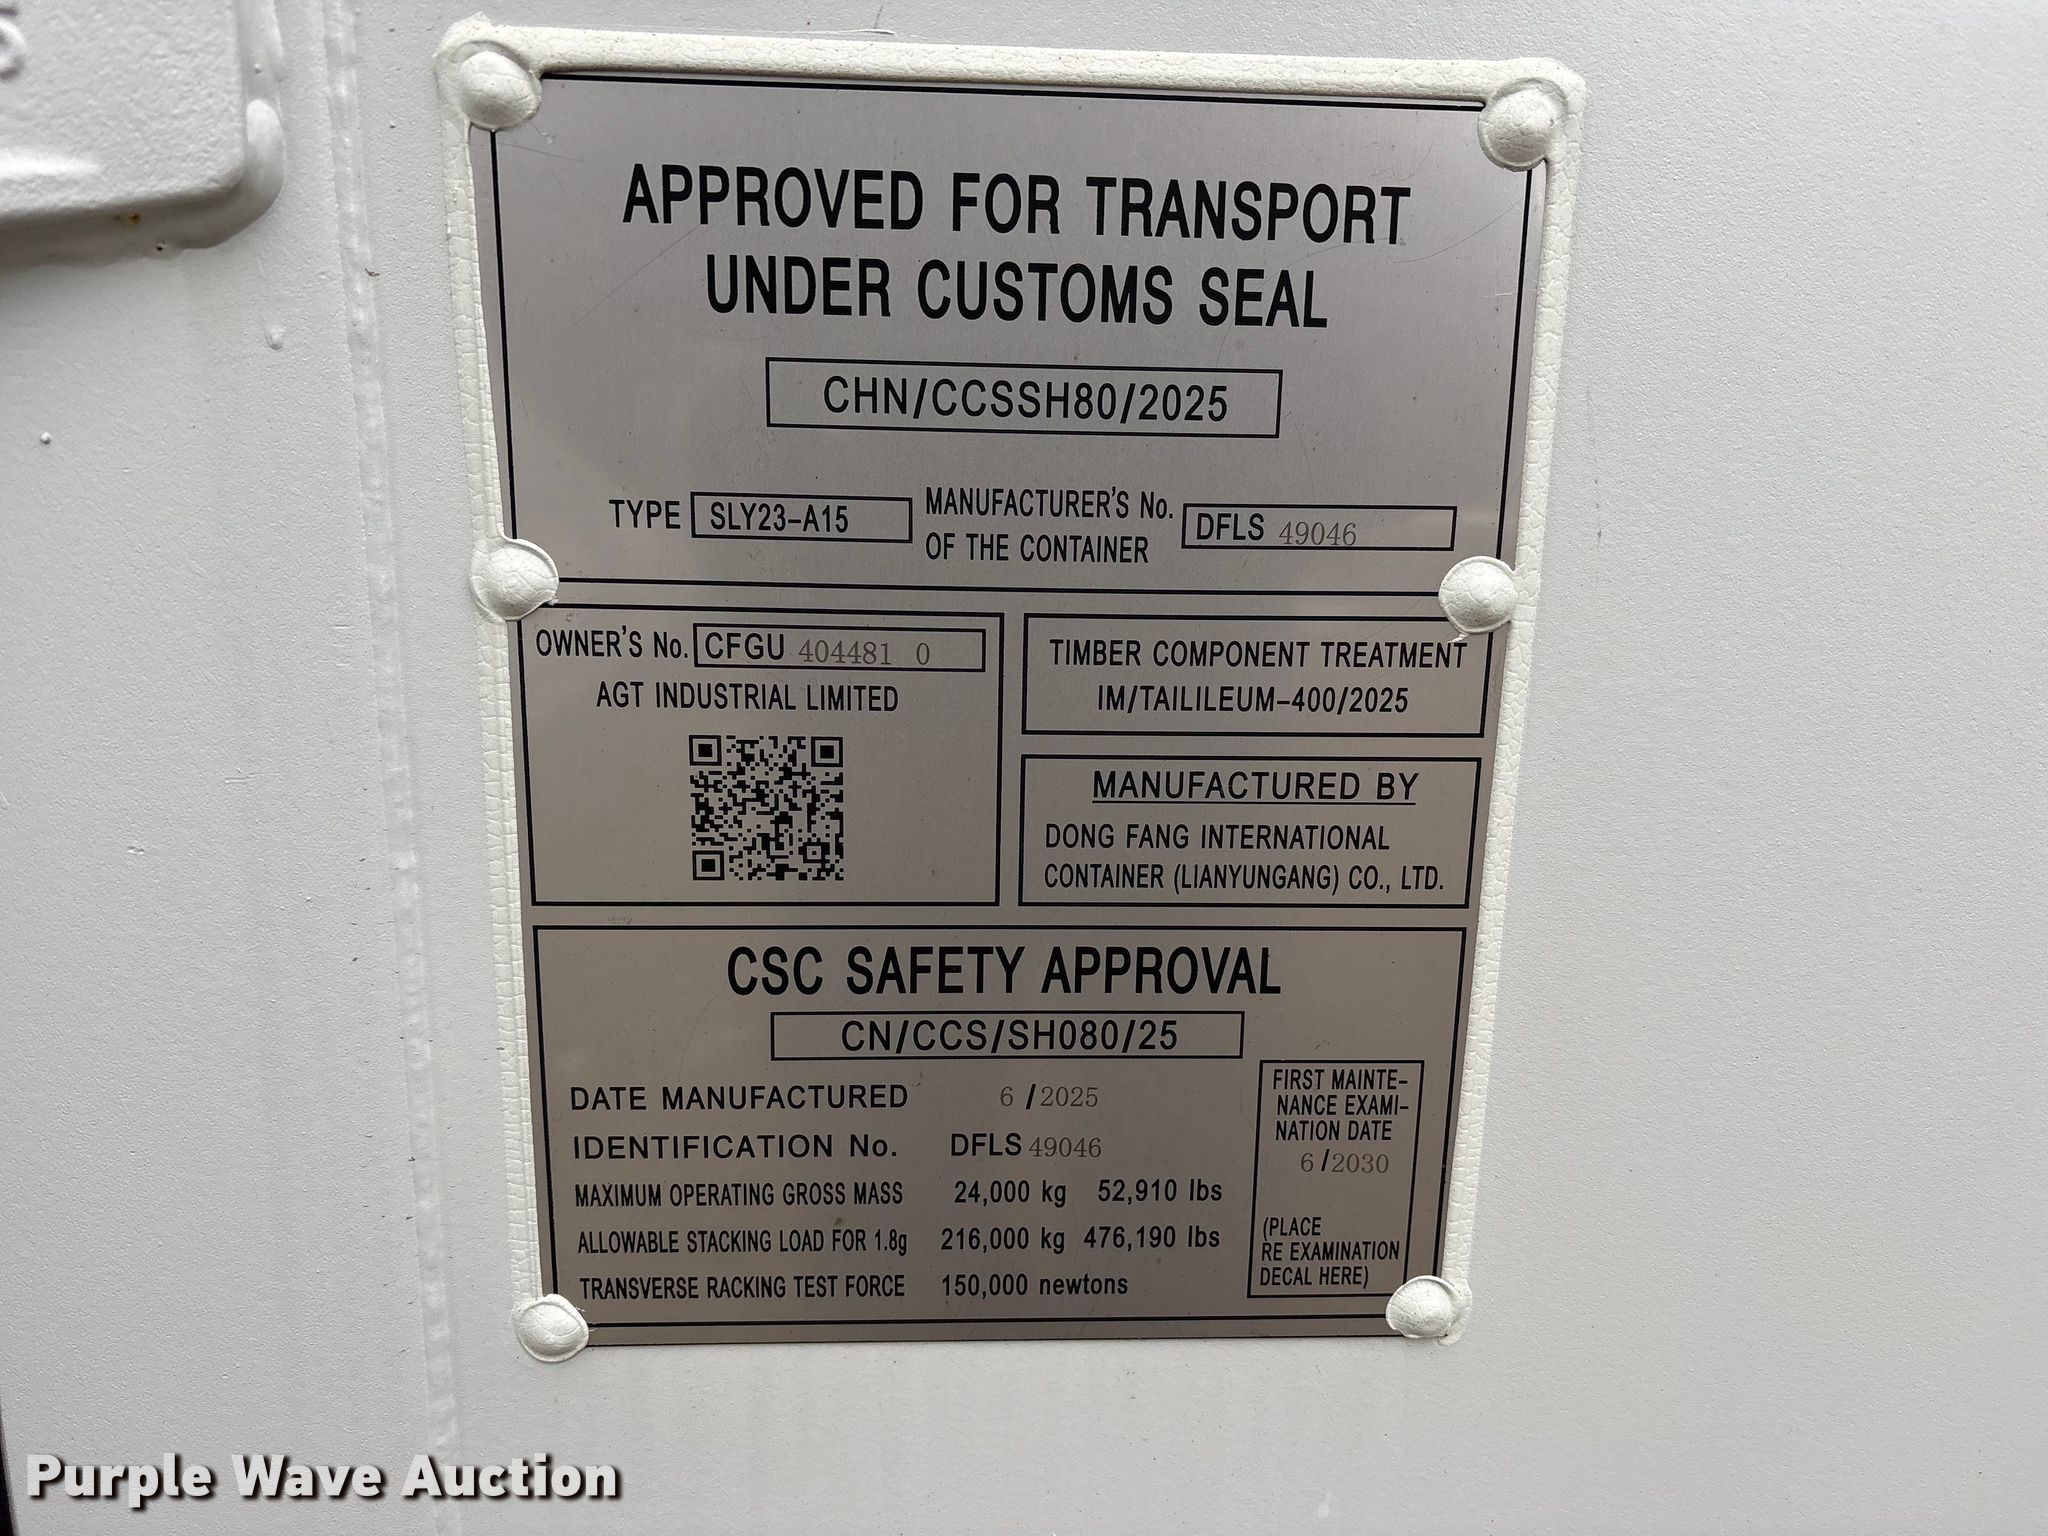 APPROVED FOR TRANSPORT
UNDER CUSTOMS SEAL
CHN/CCSSH80/2025
TYPE SLY23-A15 MANUFACTURER'S No. OF THE CONTAINER DFLS 49046
OWNER'S No. CFGU 404481 0
AGT INDUSTRIAL LIMITED
TIMBER COMPONENT TREATMENT
IM/TAILILEUM-400/2025
MANUFACTURED BY
DONG FANG INTERNATIONAL
CONTAINER (LIANYUNGANG) CO., LTD.
CSC SAFETY APPROVAL
CN/CCS/SH080/25
DATE MANUFACTURED 6 /2025
IDENTIFICATION No. DFLS 49046
MAXIMUM OPERATING GROSS MASS 24,000 kg 52,910 lbs
ALLOWABLE STACKING LOAD FOR 1.8g 216,000 kg 476,190 lbs
TRANSVERSE RACKING TEST FORCE 150,000 newtons
FIRST MAINTE-
NANCE EXAMI-
NATION DATE
6 /2030
(PLACE
RE EXAMINATION
DECAL HERE)
Purple Wave Auction